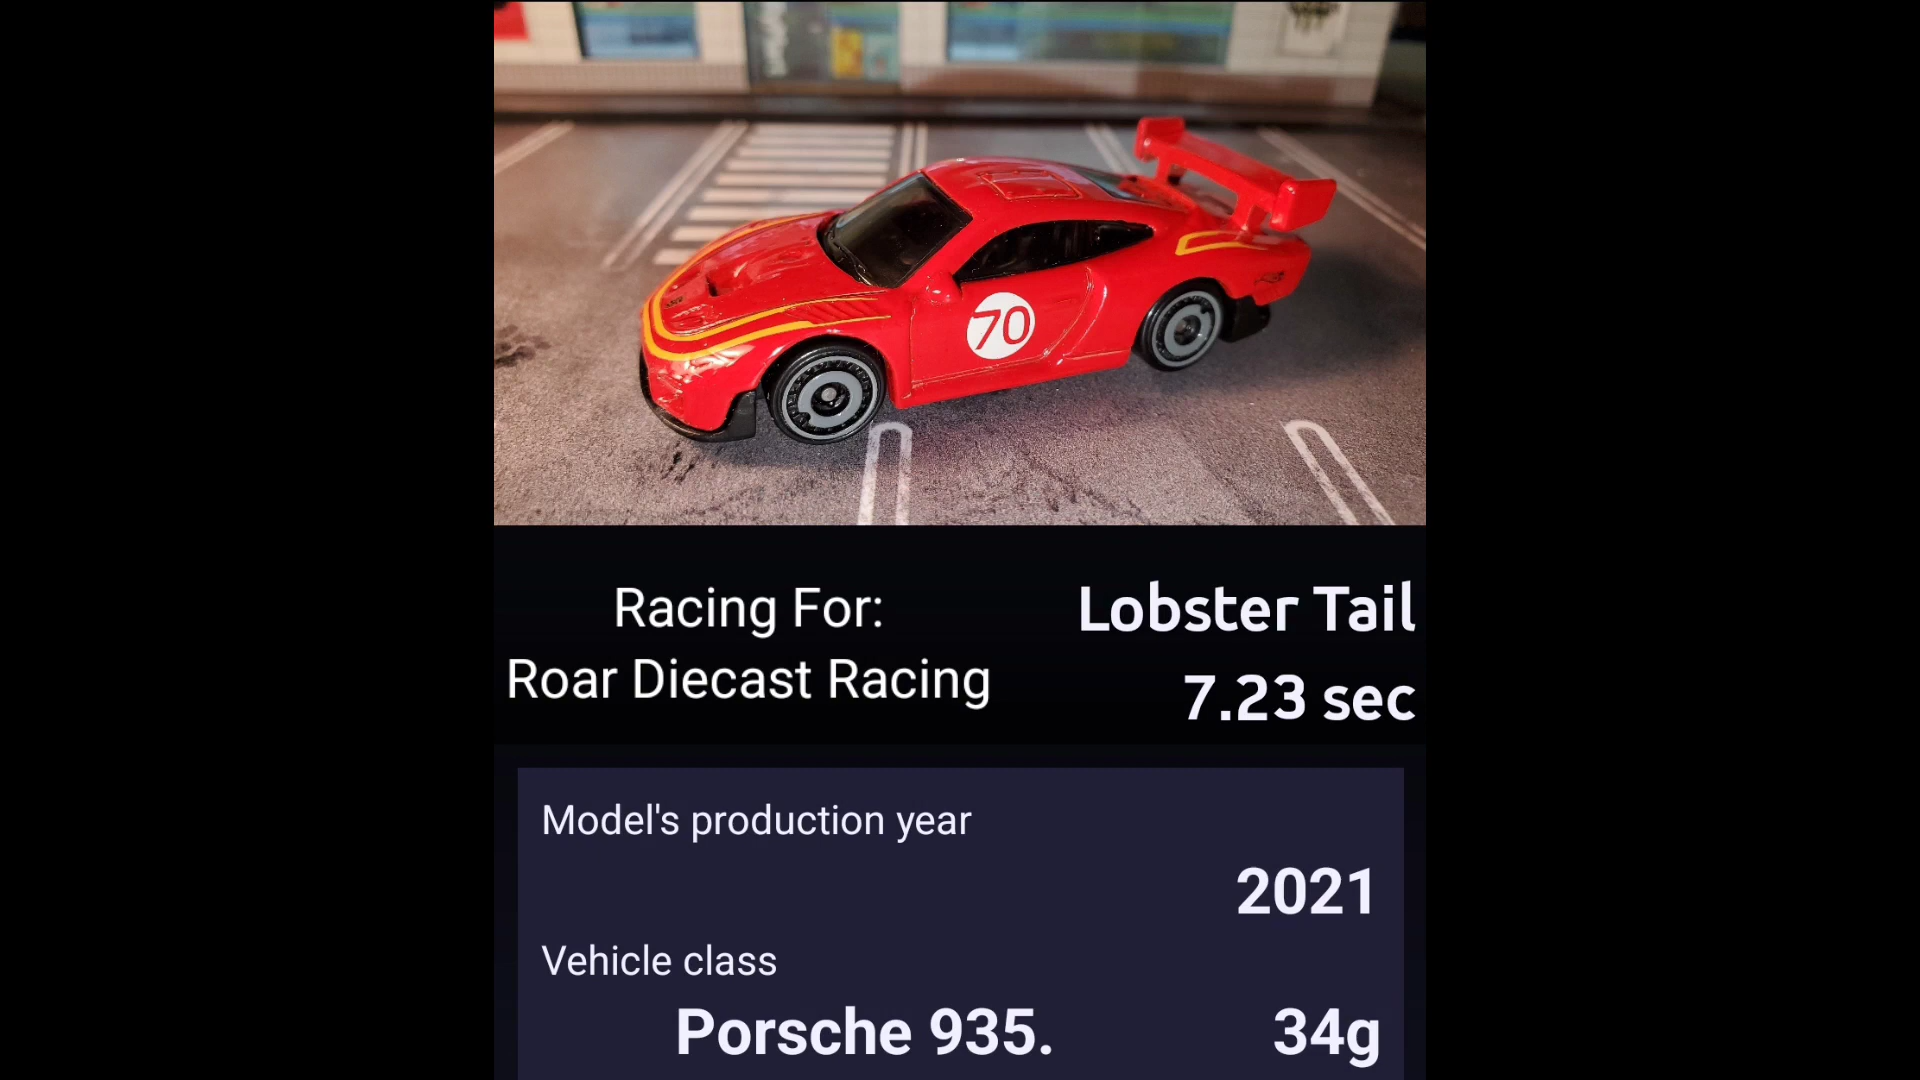 70
Racing For:
Roar Diecast Racing
Lobster Tail
7.23 sec
Model's production year
2021
Vehicle class
Porsche 935.
34g